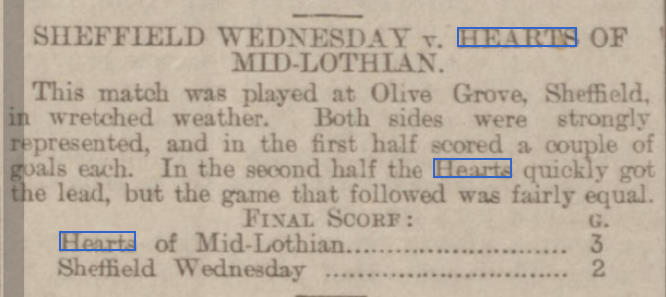 SHEFFIELD WEDNESDAY v. HEARTS OF
MID-LOTHIAN.
This match was played at Olive Grove, Sheffield,
in wretched weather. Both sides were strongly
represented, and in the first half scored a couple of
goals each. In the second half the Hearts quickly got
the lead, but the game that followed was fairly equal.
FINAL SCORE: G.
Hearts of Mid-Lothian........................... 3
Sheffield Wednesday ............................. 2